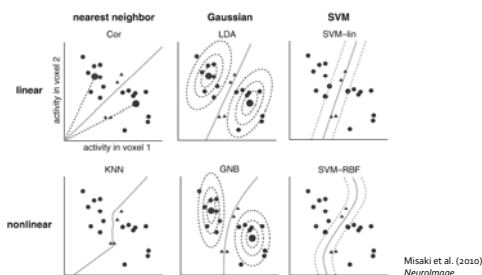 nearest neighbor Gaussian SVM
Cor LDA SVM-lin
linear
activity in voxel 2
activity in voxel 1
KNN GNB SVM-RBF
nonlinear
Misaki et al. (2010)
NeuroImage